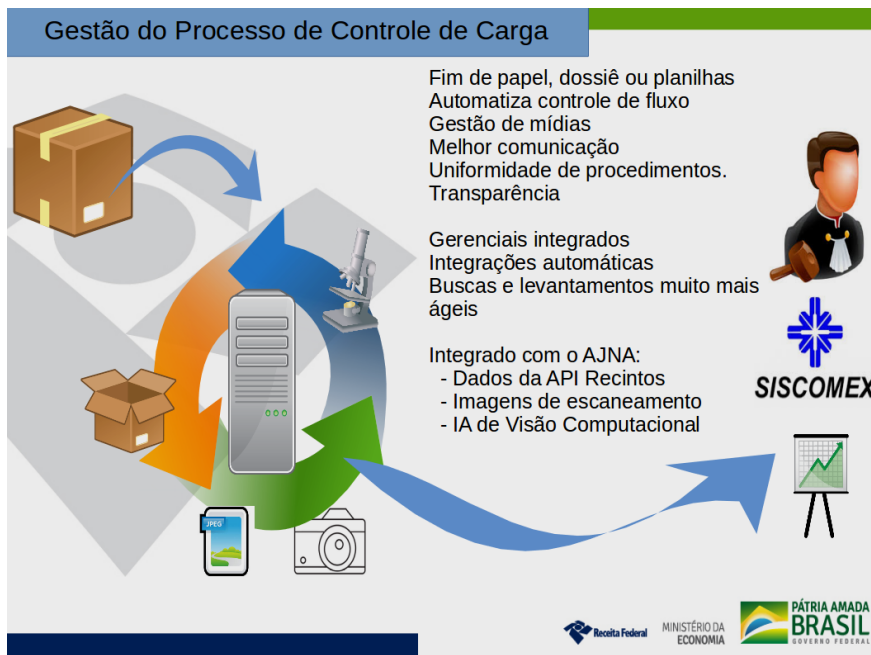 Gestão do Processo de Controle de Carga
Fim de papel, dossiê ou planilhas
Automatiza controle de fluxo
Gestão de mídias
Melhor comunicação
Uniformidade de procedimentos.
Transparência
Gerenciais integrados
Integrações automáticas
Buscas e levantamentos muito mais
ágeis
Integrado com o AJNA:
- Dados da API Recintos
- Imagens de escaneamento
- IA de Visão Computacional
SISCOMEX
JPEG
Receita Federal
MINISTÉRIO DA
ECONOMIA
PÁTRIA AMADA
BRASIL
GOVERNO FEDERAL